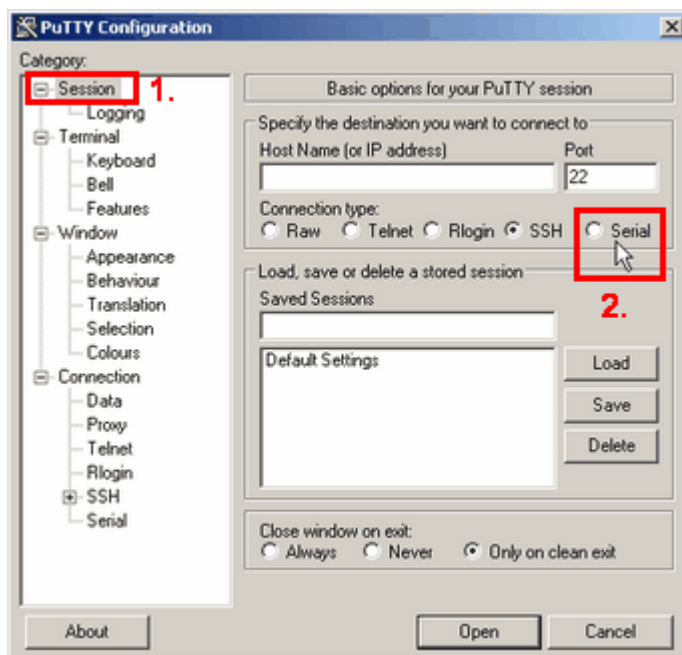 PuTTY Configuration
Category:
Session
1.
Logging
Terminal
Keyboard
Bell
Features
Window
Appearance
Behaviour
Translation
Selection
Colours
Connection
Data
Proxy
Telnet
Rlogin
SSH
Serial
Basic options for your PuTTY session
Specify the destination you want to connect to
Host Name (or IP address) Port
22
Connection type:
Raw Telnet Rlogin SSH Serial
2.
Load, save or delete a stored session
Saved Sessions
Default Settings
Load
Save
Delete
Close window on exit:
Always Never Only on clean exit
About Open Cancel